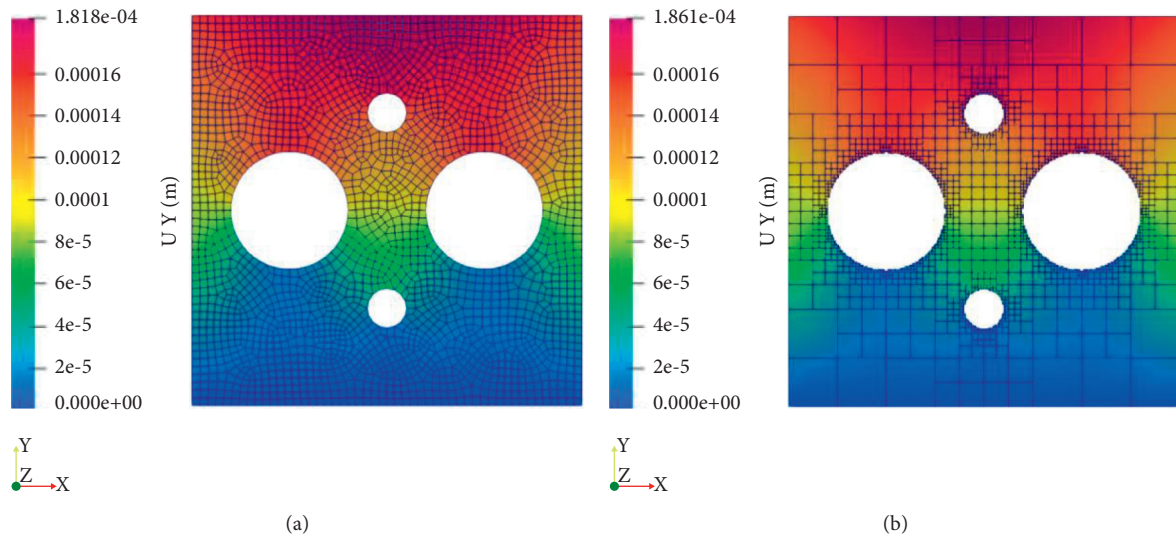 1.818e-04
0.00016
0.00014
0.00012
0.0001
8e-5
6e-5
4e-5
2e-5
0.000e+00
U Y (m)
Y
Z
X
(a)
1.861e-04
0.00016
0.00014
0.00012
0.0001
8e-5
6e-5
4e-5
2e-5
0.000e+00
U Y (m)
Y
Z
X
(b)